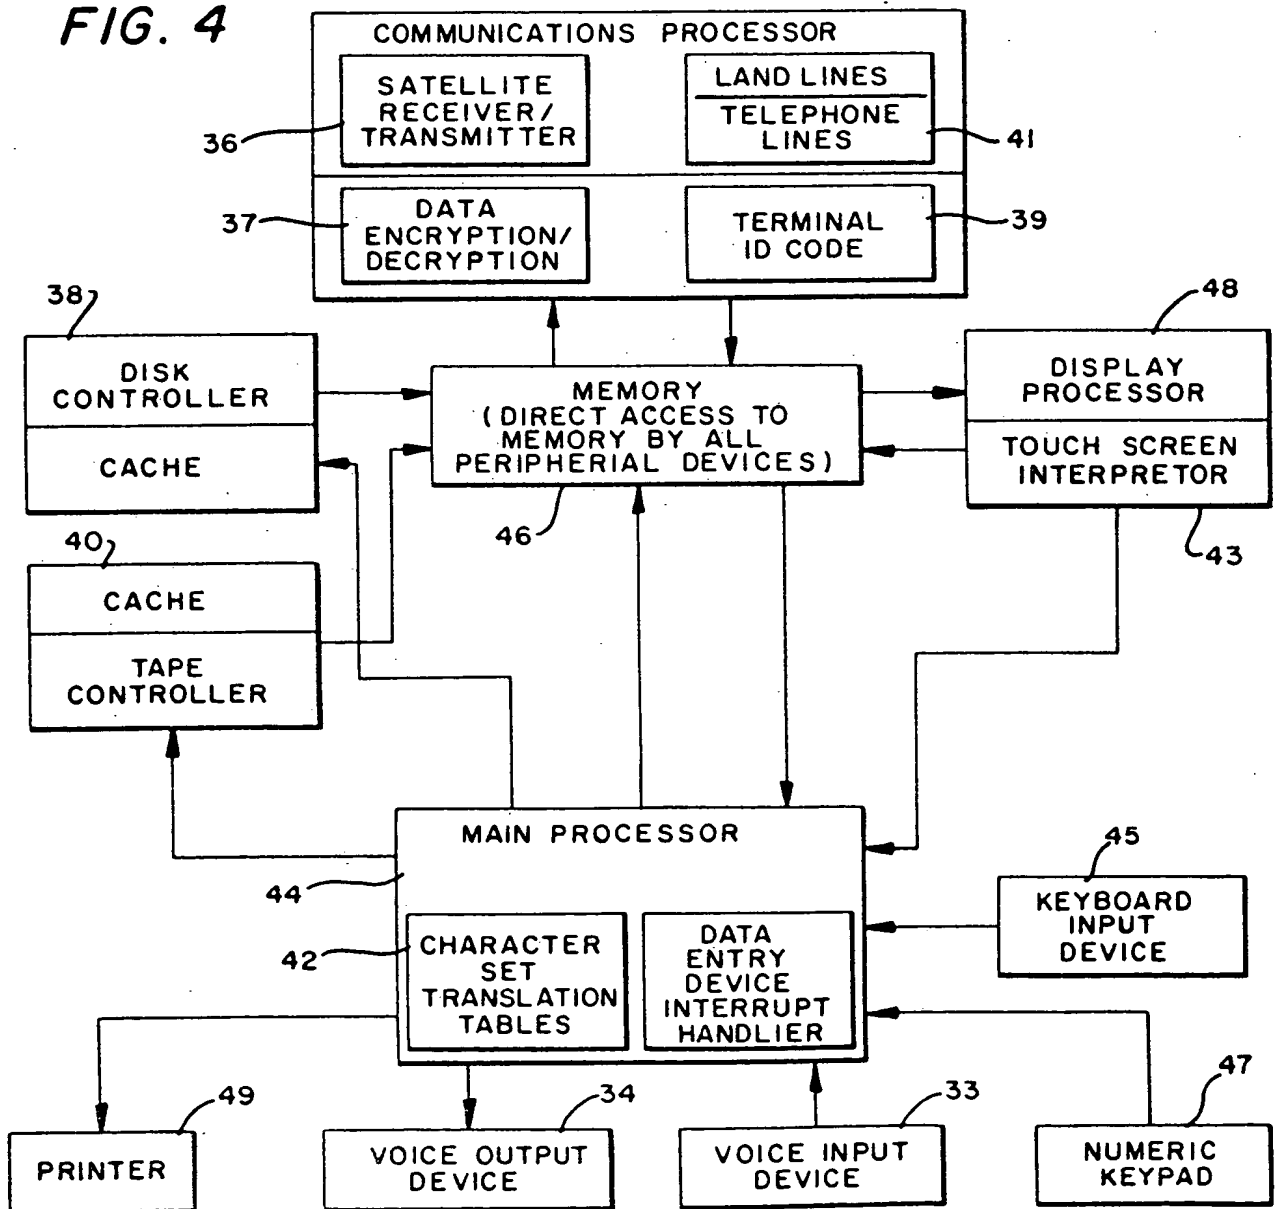 FIG. 4
COMMUNICATIONS PROCESSOR
SATELLITE
RECEIVER/
TRANSMITTER
36
LAND LINES
TELEPHONE
LINES
41
DATA
ENCRYPTION/
DECRYPTION
37
TERMINAL
ID CODE
39
38
DISK
CONTROLLER
CACHE
MEMORY
(DIRECT ACCESS TO
MEMORY BY ALL
PERIPHERIAL DEVICES)
46
48
DISPLAY
PROCESSOR
TOUCH SCREEN
INTERPRETOR
43
40
CACHE
TAPE
CONTROLLER
MAIN PROCESSOR
44
42
CHARACTER
SET
TRANSLATION
TABLES
DATA
ENTRY
DEVICE
INTERRUPT
HANDLIER
45
KEYBOARD
INPUT
DEVICE
49
PRINTER
34
VOICE OUTPUT
DEVICE
33
VOICE INPUT
DEVICE
47
NUMERIC
KEYPAD